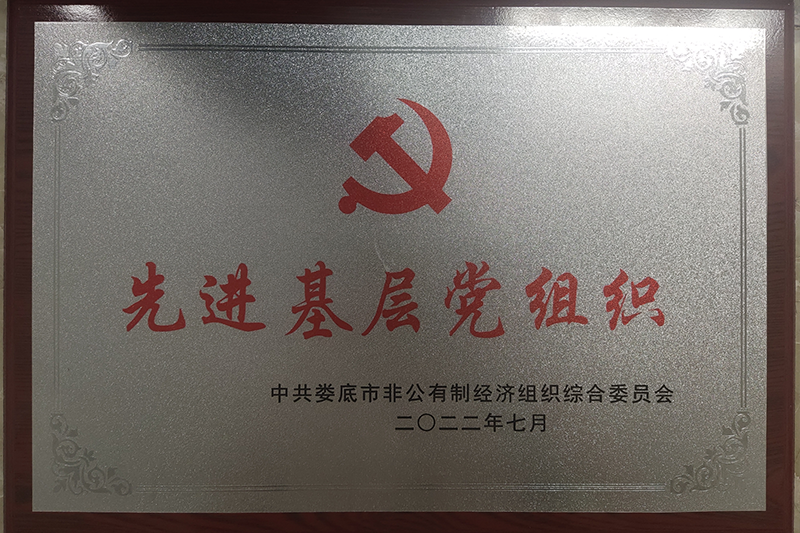 先进基层党组织
中共娄底市非公有制经济组织综合委员会
二〇二二年七月